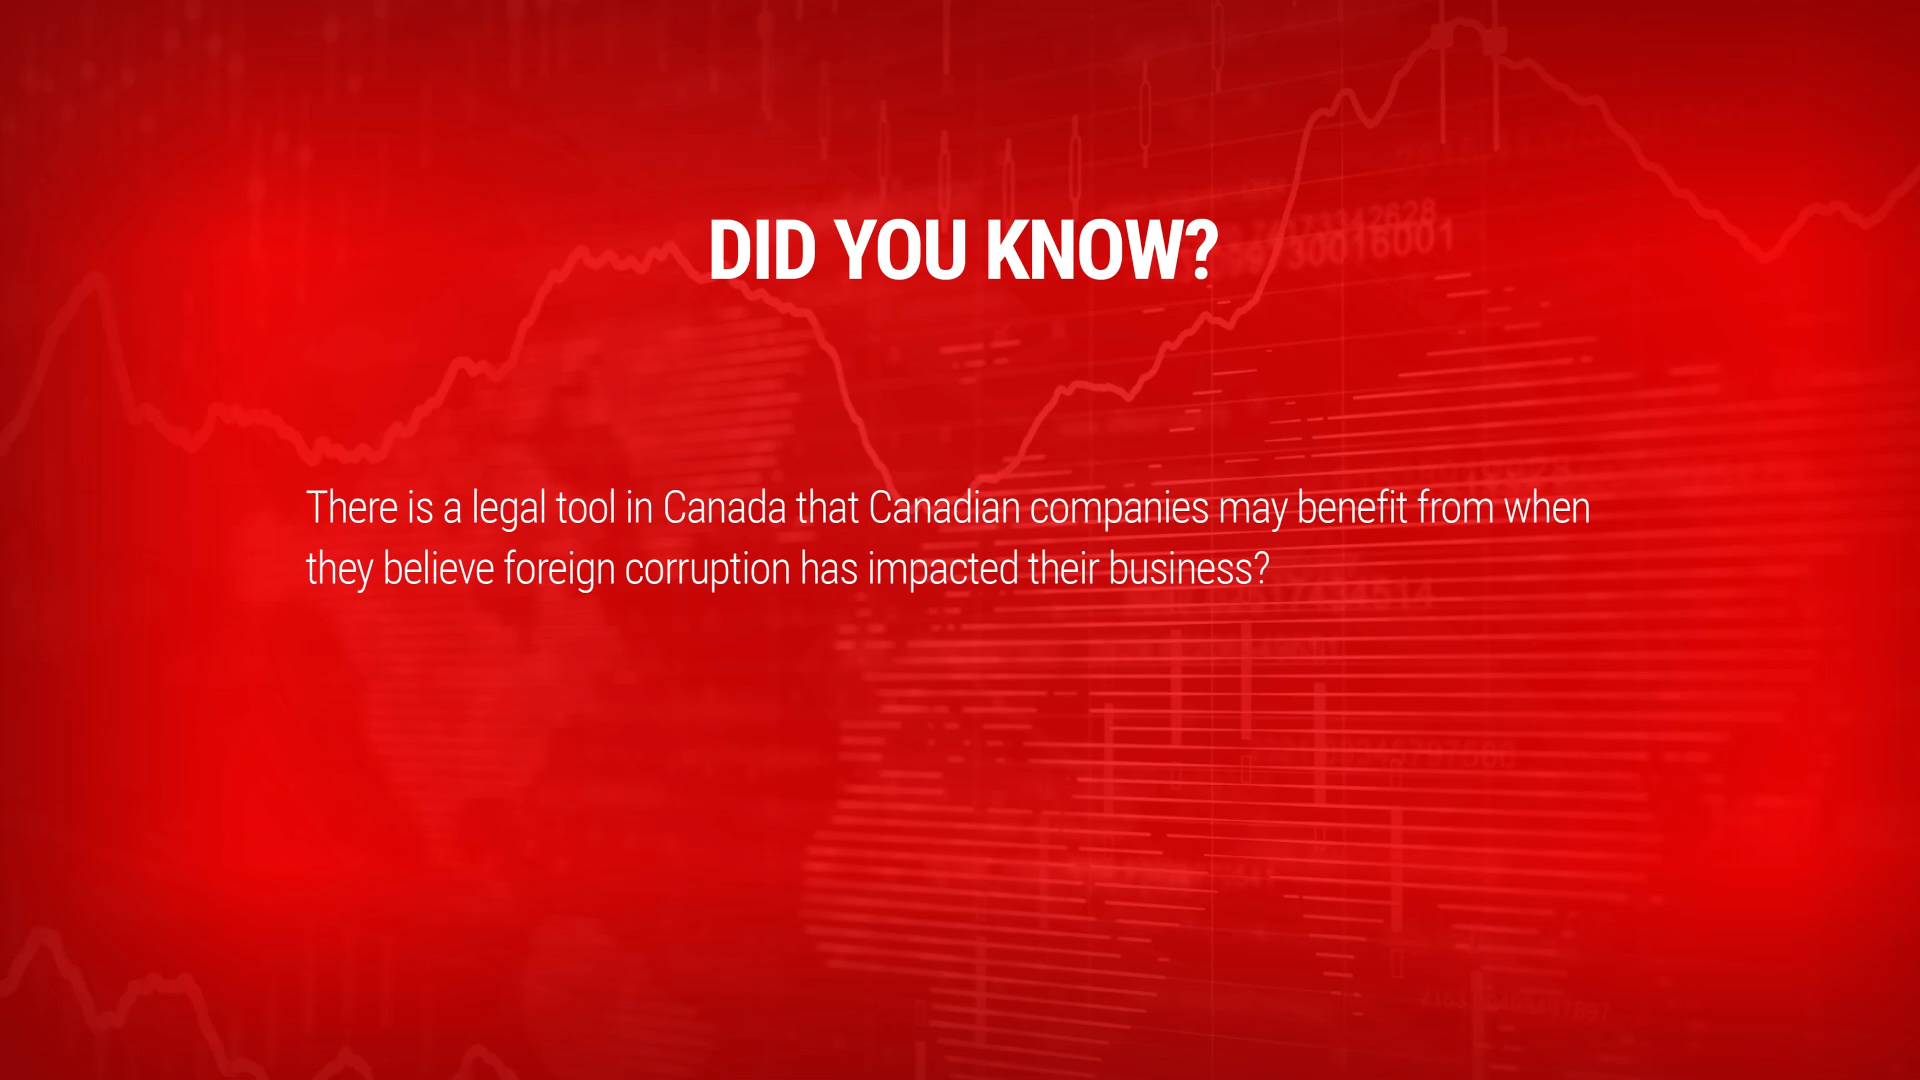 DID YOU KNOW?
There is a legal tool in Canada that Canadian companies may benefit from when
they believe foreign corruption has impacted their business?